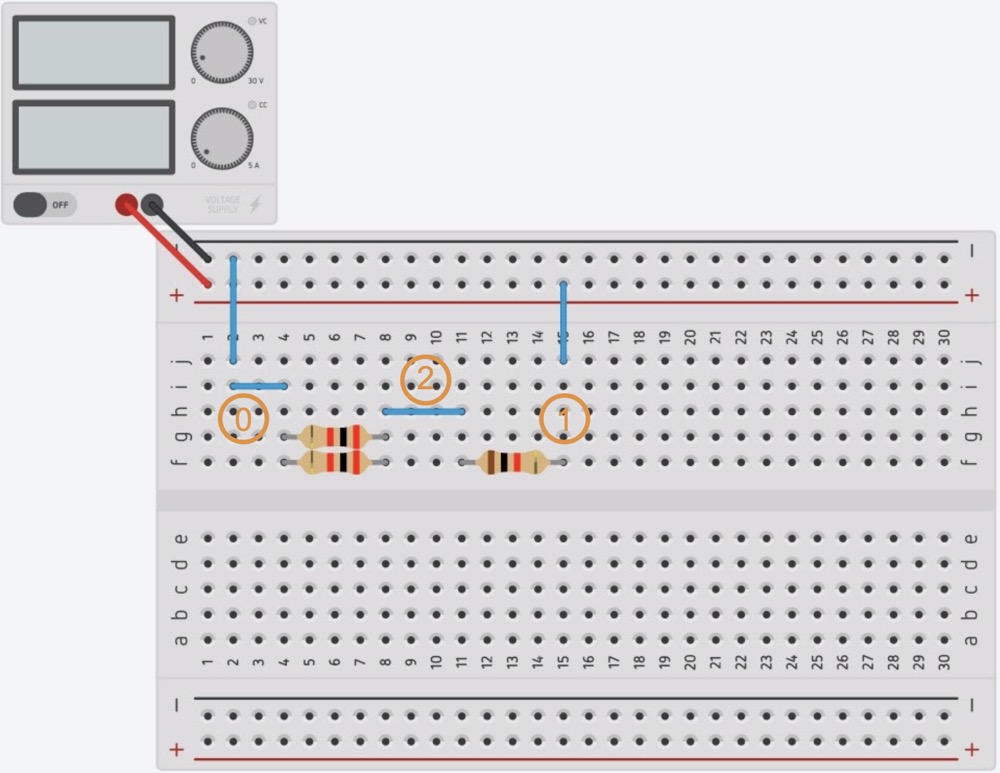 VC
0 30 V
CC
0 5 A
OFF
VOLTAGE
SUPPLY
− −
+ +
1 2 3 4 5 6 7 8 9 10 11 12 13 14 15 16 17 18 19 20 21 22 23 24 25 26 27 28 29 30
j j
i i
2
h h
0 1
g g
f f
e e
d d
c c
b b
a a
1 2 3 4 5 6 7 8 9 10 11 12 13 14 15 16 17 18 19 20 21 22 23 24 25 26 27 28 29 30
− −
+ +